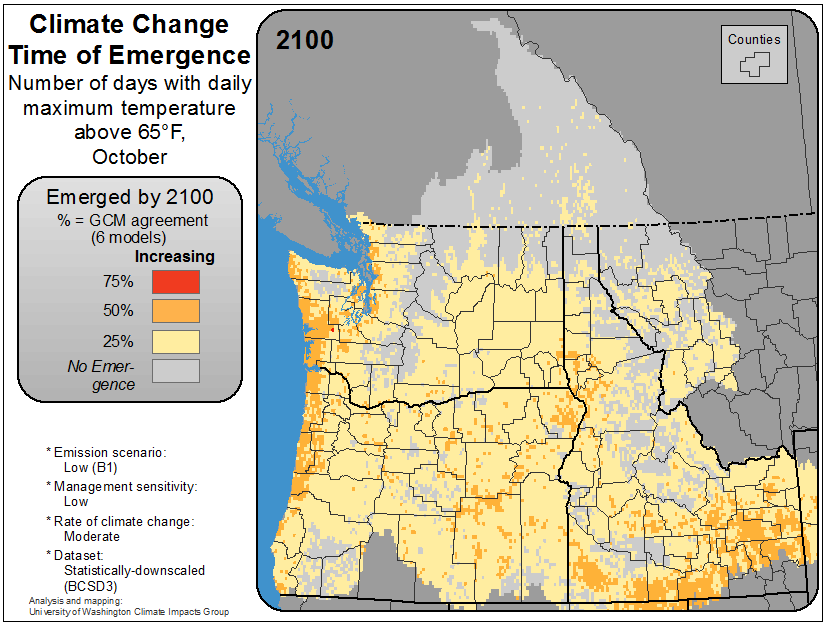 Climate Change
Time of Emergence
Number of days with daily
maximum temperature
above 65°F,
October
Emerged by 2100
% = GCM agreement
(6 models)
Increasing
75%
50%
25%
No Emer-
gence
* Emission scenario:
Low (B1)
* Management sensitivity:
Low
* Rate of climate change:
Moderate
* Dataset:
Statistically-downscaled
(BCSD3)
Analysis and mapping:
University of Washington Climate Impacts Group
2100
Counties